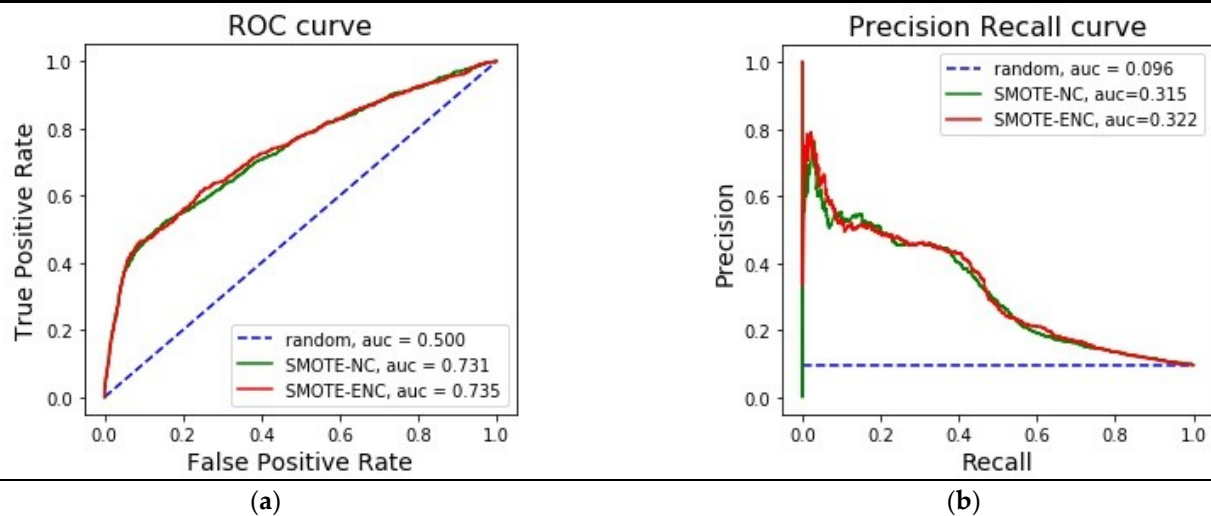 ROC curve
1.0
0.8
0.6
0.4
0.2
0.0
True Positive Rate
random, auc = 0.500
SMOTE-NC, auc = 0.731
SMOTE-ENC, auc = 0.735
0.0 0.2 0.4 0.6 0.8 1.0
False Positive Rate
(a)
Precision Recall curve
1.0
0.8
0.6
0.4
0.2
0.0
Precision
random, auc = 0.096
SMOTE-NC, auc=0.315
SMOTE-ENC, auc=0.322
0.0 0.2 0.4 0.6 0.8 1.0
Recall
(b)